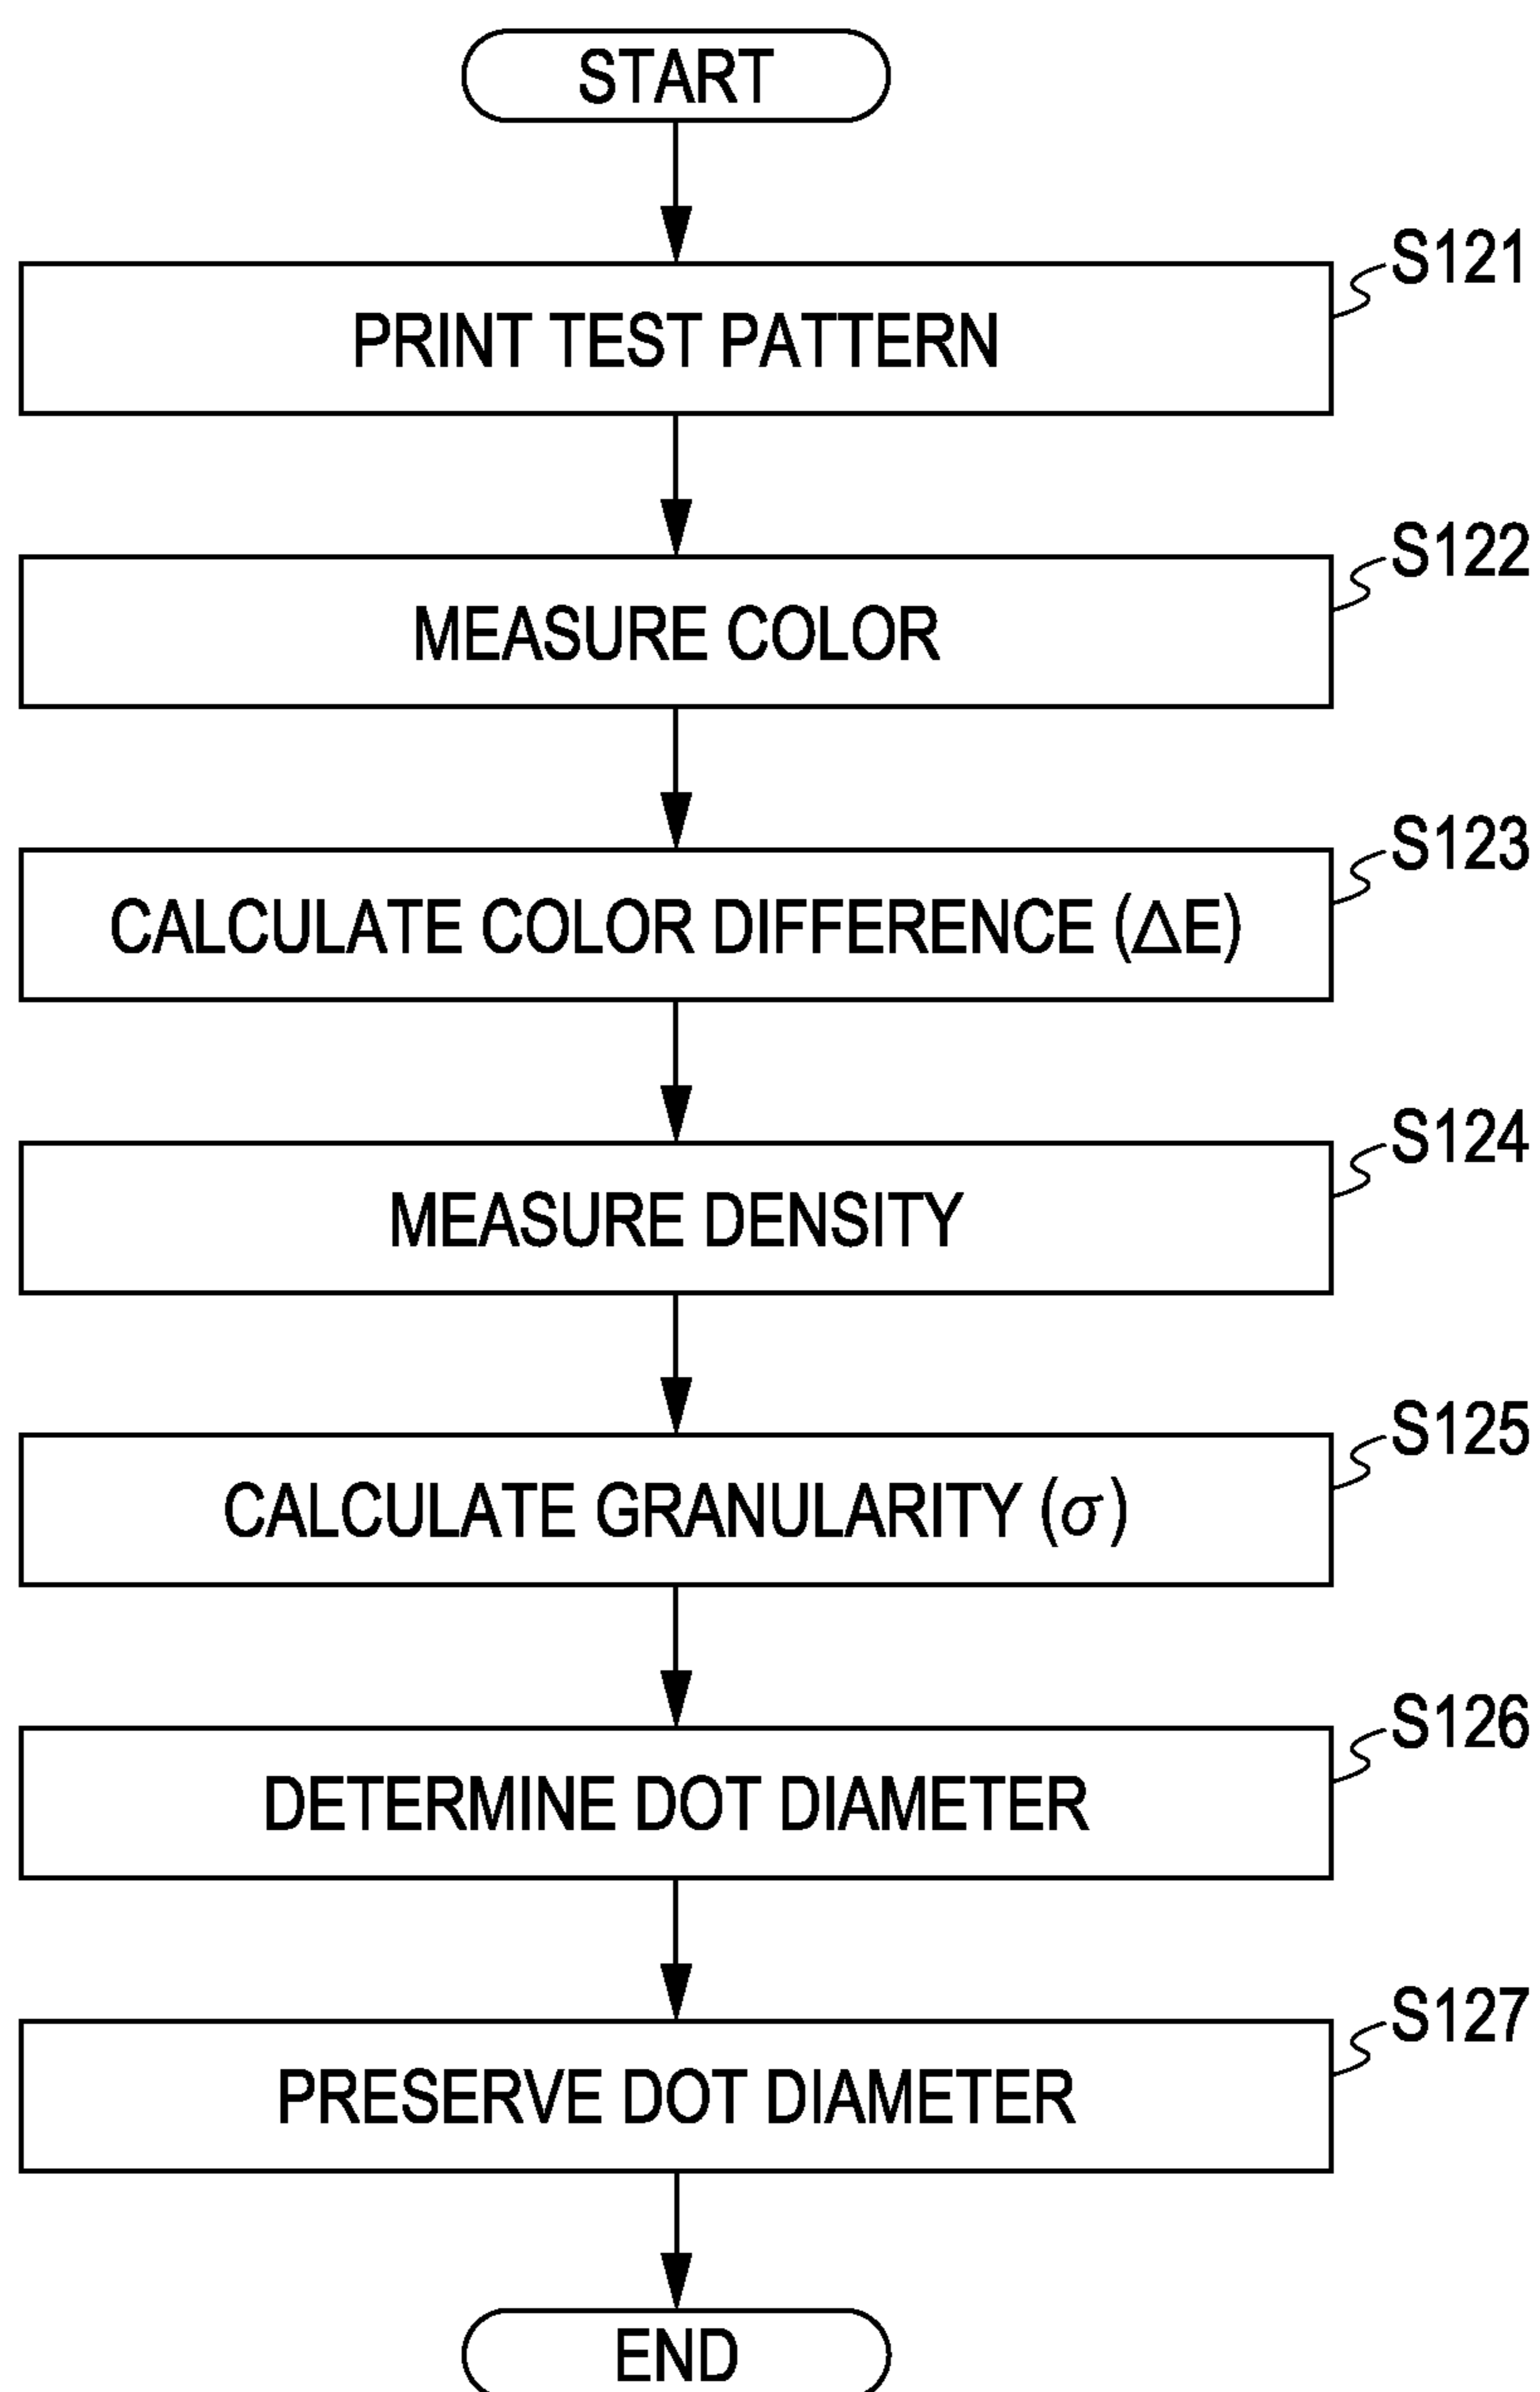 START
S121
PRINT TEST PATTERN
S122
MEASURE COLOR
S123
CALCULATE COLOR DIFFERENCE (ΔE)
S124
MEASURE DENSITY
S125
CALCULATE GRANULARITY (σ)
S126
DETERMINE DOT DIAMETER
S127
PRESERVE DOT DIAMETER
END